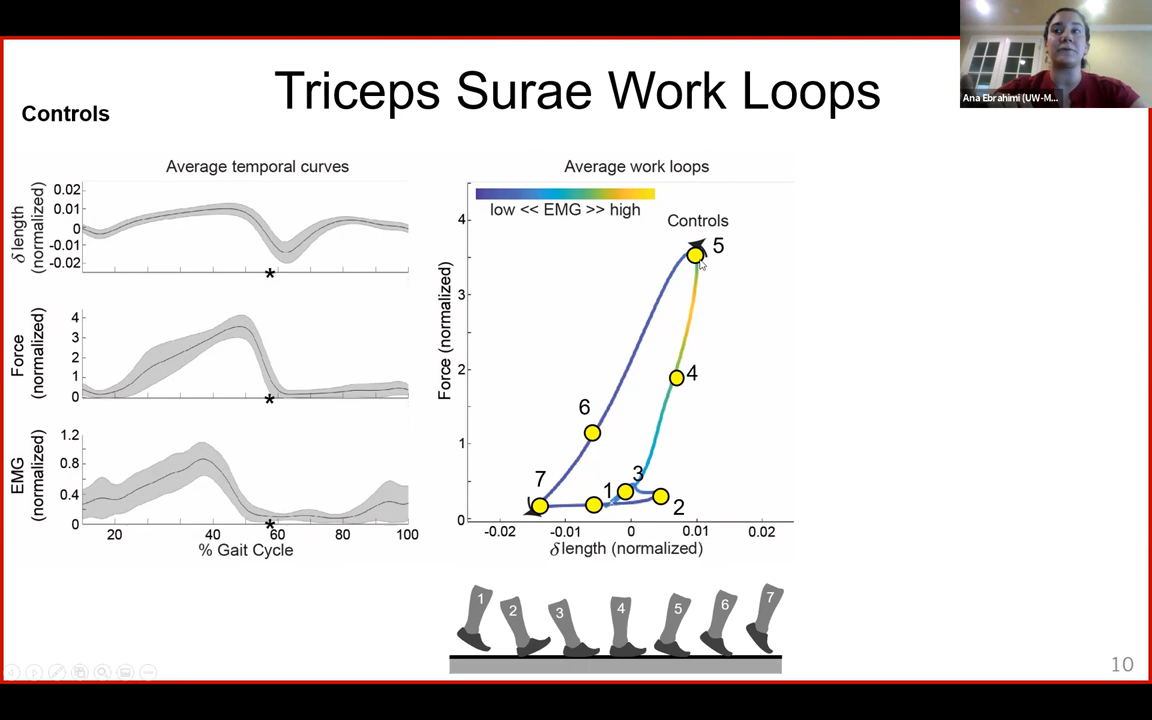 Triceps Surae Work Loops
Ana Ebrahimi (UW-M...
Controls
Average temporal curves
δ length
(normalized)
0.02
0.01
0
-0.01
-0.02
*
Force
(normalized)
4
3
2
1
0
*
EMG
(normalized)
1.2
0.8
0.4
0
*
20
40
60
80
100
% Gait Cycle
Average work loops
low << EMG >> high
Controls
Force (normalized)
4
3
2
1
0
5
4
6
7
3
1
2
-0.02
-0.01
0
0.01
0.02
δ length (normalized)
1
2
3
4
5
6
7
10